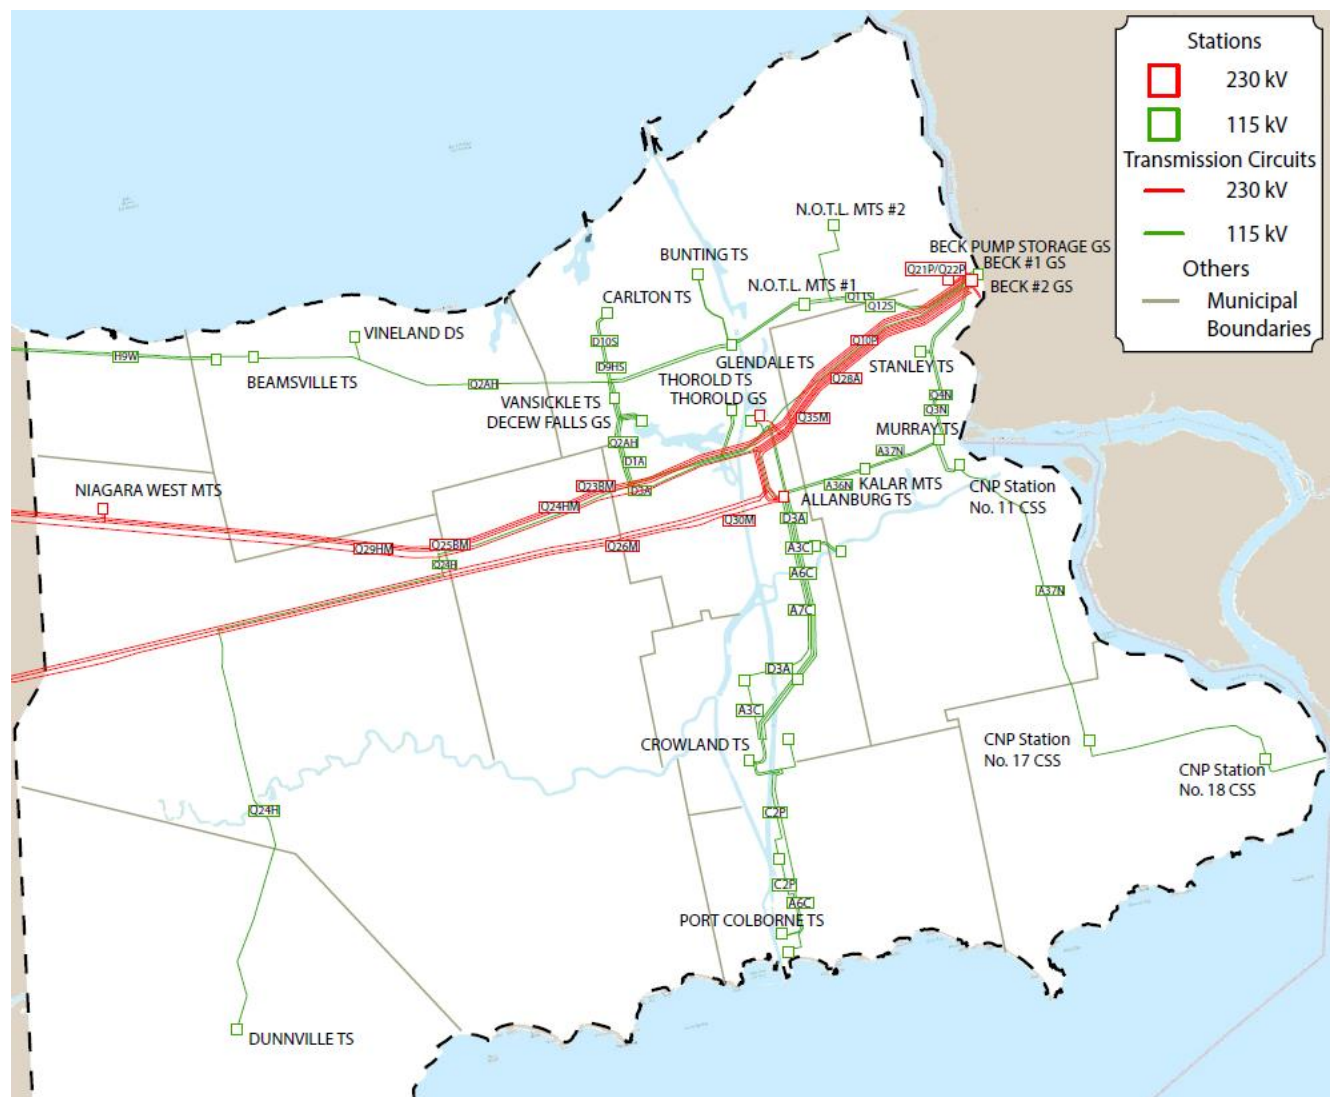 Stations
230 kV
115 kV
Transmission Circuits
230 kV
115 kV
Others
Municipal
Boundaries
N.O.T.L. MTS #2
BECK PUMP STORAGE GS
BUNTING TS
Q21P/Q22P
BECK #1 GS
N.O.T.L. MTS #1
BECK #2 GS
CARLTON TS
Q11S
Q12S
VINELAND DS
D10S
Q10P
H9W
GLENDALE TS
STANLEY TS
D9HS
THOROLD TS
BEAMSVILLE TS
Q2AH
Q28A
THOROLD GS
Q4N
VANSICKLE TS
Q3N
DECEW FALLS GS
Q35M
MURRAY TS
Q2AH
A37N
D1A
KALAR MTS
NIAGARA WEST MTS
Q23BM
D3A
A36N
CNP Station
No. 11 CSS
ALLANBURG TS
Q24HM
Q30M
D3A
Q29HM
Q25BM
Q26M
A3C
Q24H
A6C
A37N
A7C
D3A
A3C
CROWLAND TS
CNP Station
No. 17 CSS
CNP Station
No. 18 CSS
Q24H
C2P
C2P
A6C
PORT COLBORNE TS
DUNNVILLE TS